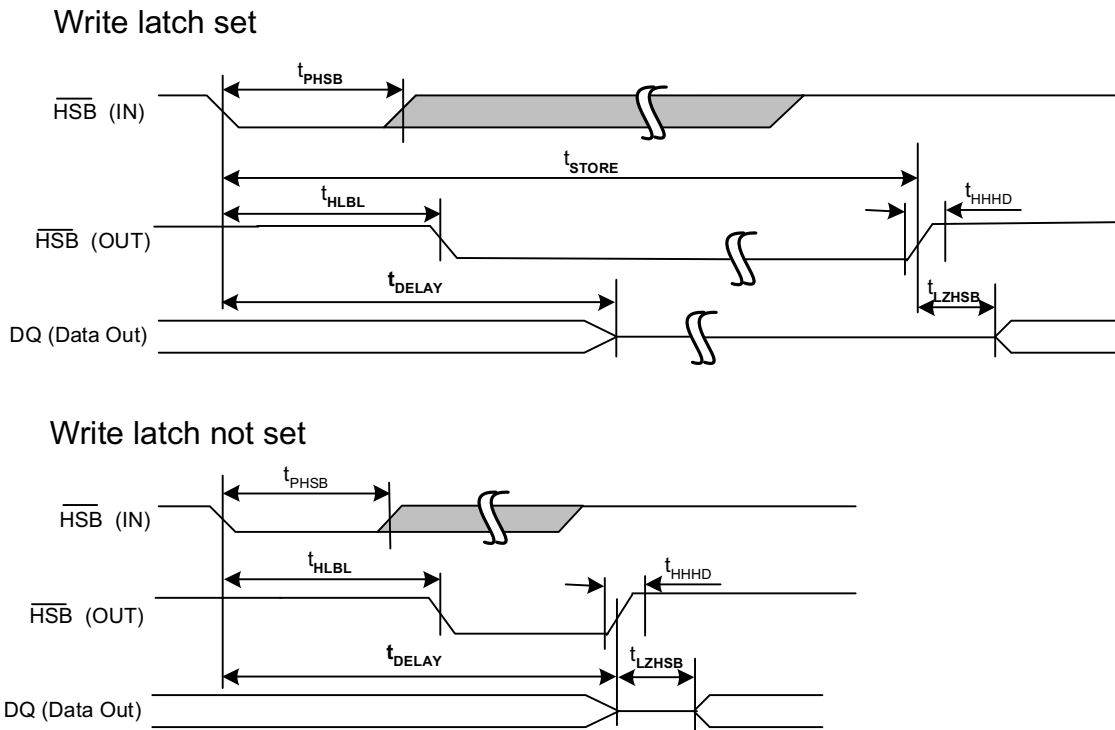 Write latch set
tPHSB
HSB (IN)
tSTORE
tHLBL
tHHHD
HSB (OUT)
tDELAY
tLZHSB
DQ (Data Out)
Write latch not set
tPHSB
HSB (IN)
tHLBL
tHHHD
HSB (OUT)
tDELAY
tLZHSB
DQ (Data Out)